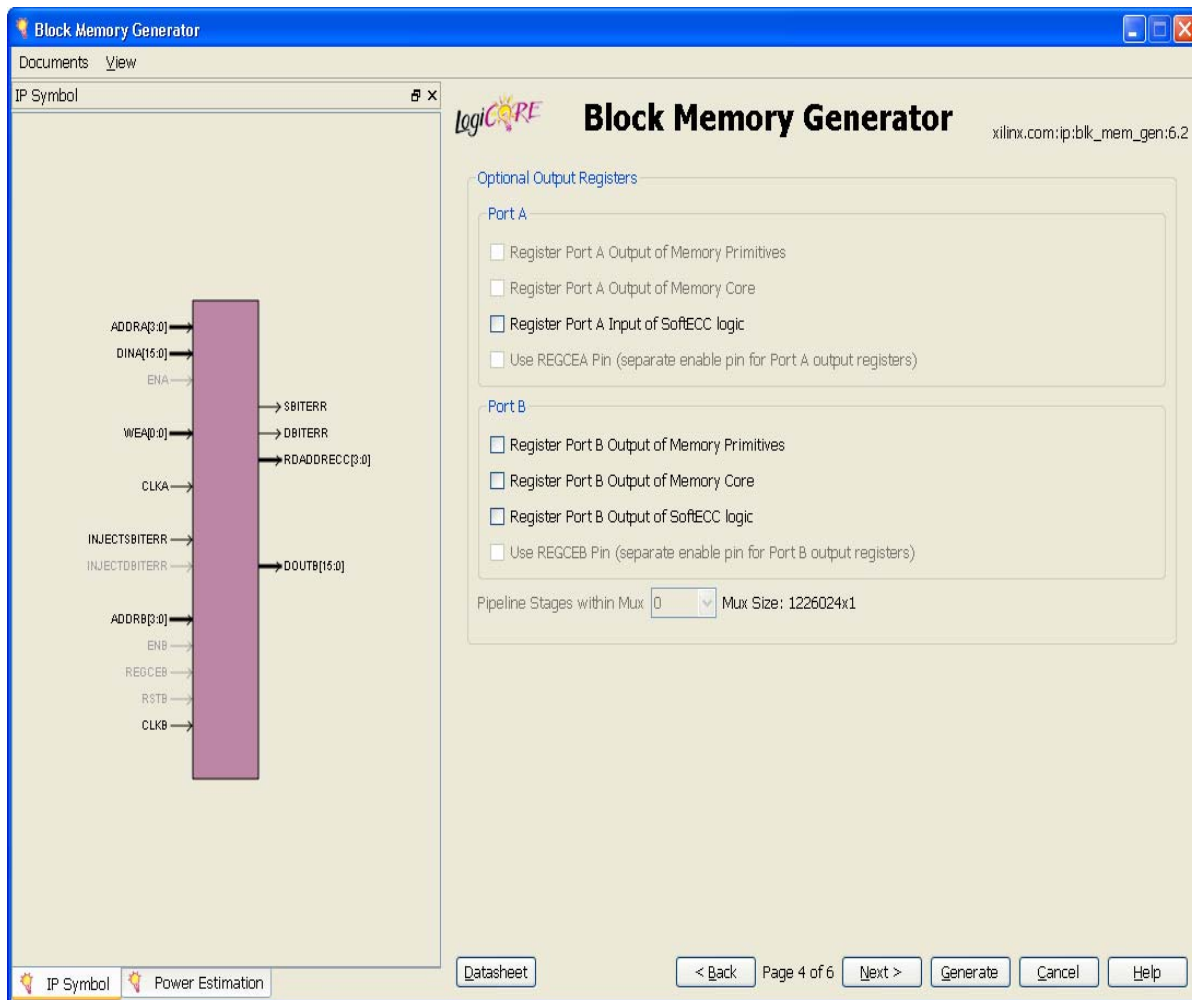 Block Memory Generator
Documents View
IP Symbol
ADDRA[3:0]
DINA[15:0]
ENA
WEA[0:0]
CLKA
INJECTSBITERR
INJECTDBITERR
ADDRB[3:0]
ENB
REGCEB
RSTB
CLKB
SBITERR
DBITERR
RDADDRECC[3:0]
DOUTB[15:0]
IP Symbol
Power Estimation
LogiCORE
Block Memory Generator
xilinx.com:ip:blk_mem_gen:6.2
Optional Output Registers
Port A
Register Port A Output of Memory Primitives
Register Port A Output of Memory Core
Register Port A Input of SoftECC logic
Use REGCEA Pin (separate enable pin for Port A output registers)
Port B
Register Port B Output of Memory Primitives
Register Port B Output of Memory Core
Register Port B Output of SoftECC logic
Use REGCEB Pin (separate enable pin for Port B output registers)
Pipeline Stages within Mux 0 Mux Size: 1226024x1
Datasheet
< Back Page 4 of 6 Next > Generate Cancel Help